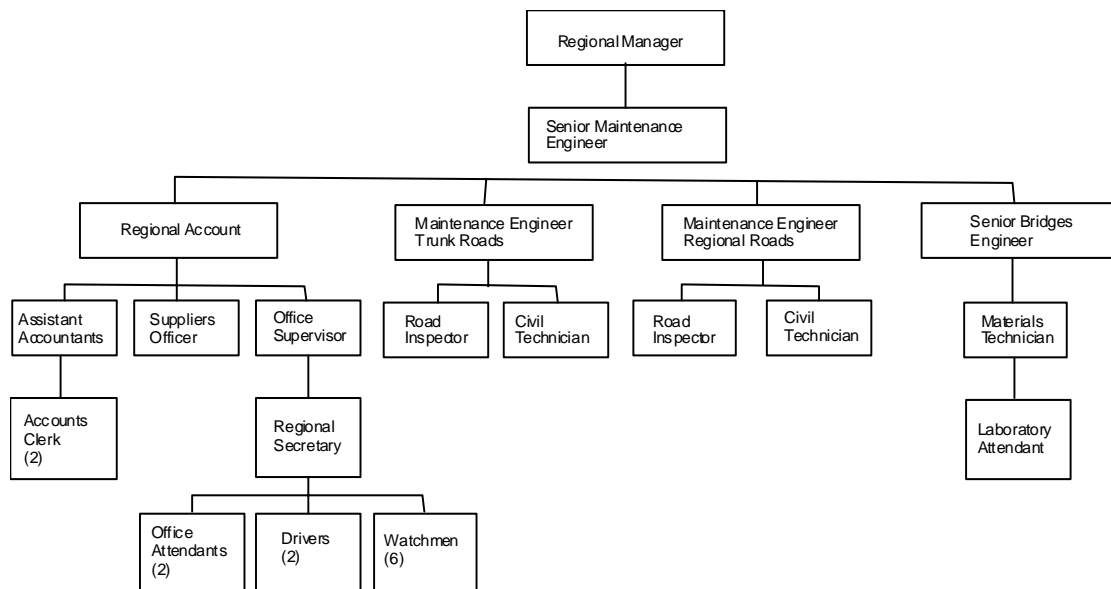 Regional Manager
Senior Maintenance
Engineer
Regional Account
Maintenance Engineer
Trunk Roads
Maintenance Engineer
Regional Roads
Senior Bridges
Engineer
Assistant
Accountants
Suppliers
Officer
Office
Supervisor
Road
Inspector
Civil
Technician
Road
Inspector
Civil
Technician
Materials
Technician
Accounts
Clerk
(2)
Regional
Secretary
Laboratory
Attendant
Office
Attendants
(2)
Drivers
(2)
Watchmen
(6)